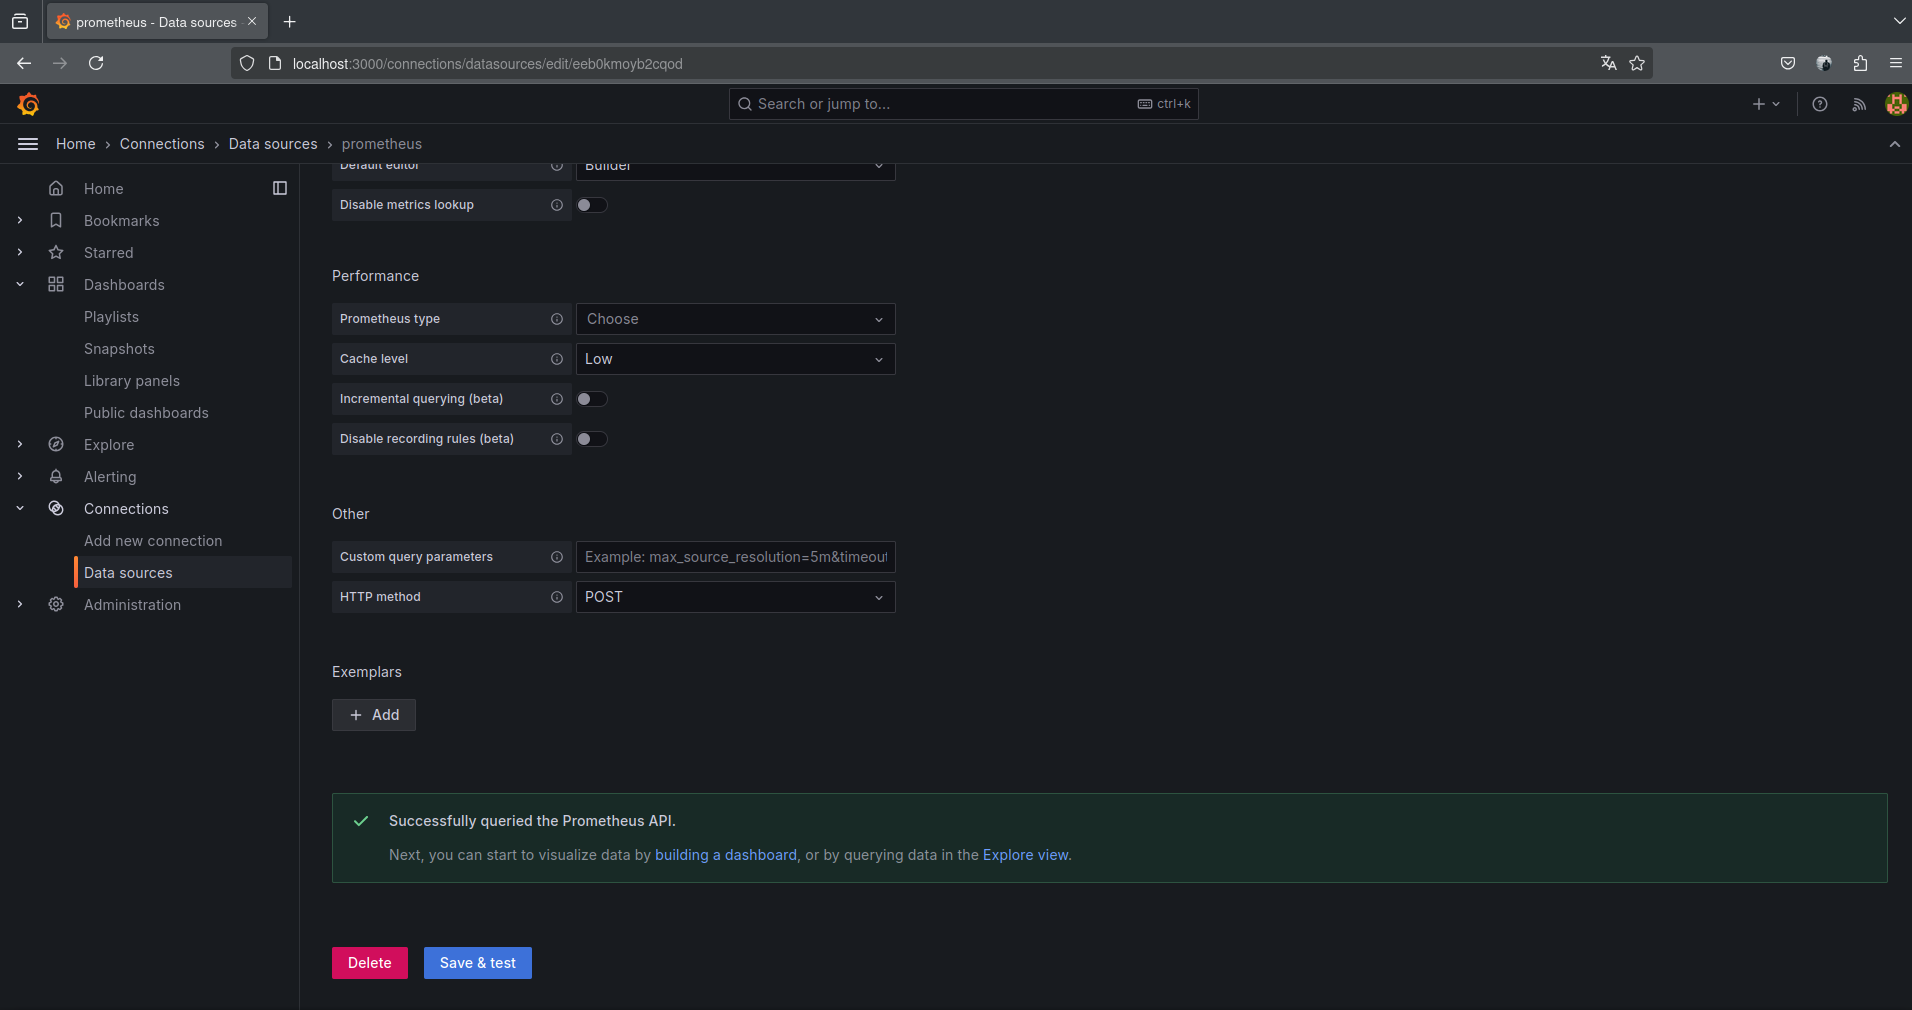 prometheus - Data sources
localhost:3000/connections/datasources/edit/eeb0kmoyb2cqod
Search or jump to...
ctrl+k
Home › Connections › Data sources › prometheus
Home
Bookmarks
Starred
Dashboards
Playlists
Snapshots
Library panels
Public dashboards
Explore
Alerting
Connections
Add new connection
Data sources
Administration
Default editor
Builder
Disable metrics lookup
Performance
Prometheus type
Choose
Cache level
Low
Incremental querying (beta)
Disable recording rules (beta)
Other
Custom query parameters
Example: max_source_resolution=5m&timeout
HTTP method
POST
Exemplars
Add
Successfully queried the Prometheus API.
Next, you can start to visualize data by building a dashboard, or by querying data in the Explore view.
Delete
Save & test